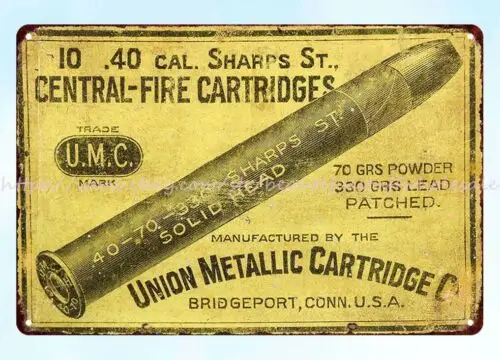 10 .40 CAL. SHARPS ST.,
CENTRAL-FIRE CARTRIDGES
TRADE
U.M.C.
MARK
40-70-330 SHARPS ST.
SOLID HEAD
70 GRS POWDER
330 GRS LEAD
PATCHED.
MANUFACTURED BY THE
UNION METALLIC CARTRIDGE C
BRIDGEPORT, CONN. U.S.A.